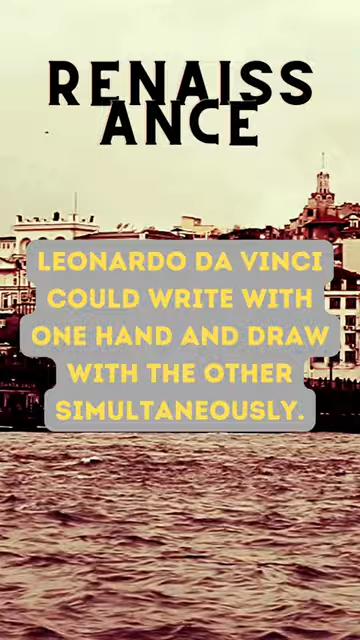 RENAISS
ANCE
LEONARDO DA VINCI
COULD WRITE WITH
ONE HAND AND DRAW
WITH THE OTHER
SIMULTANEOUSLY.